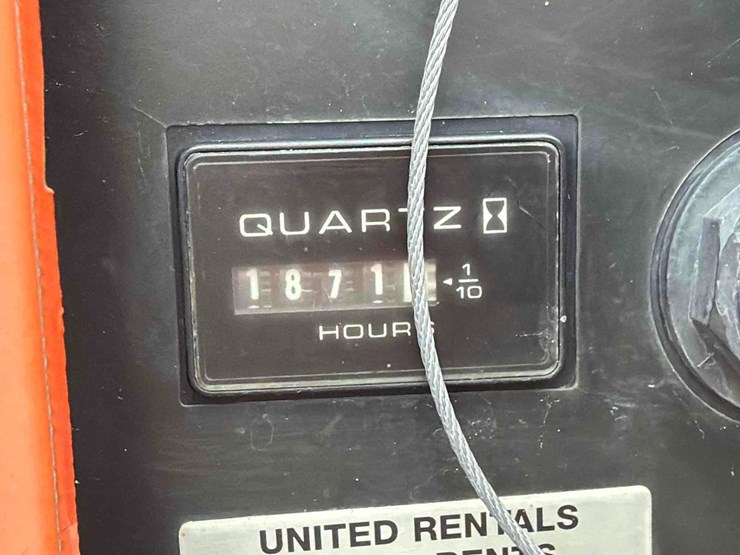 QUARTZ
1871
1/10
HOURS
UNITED RENTALS